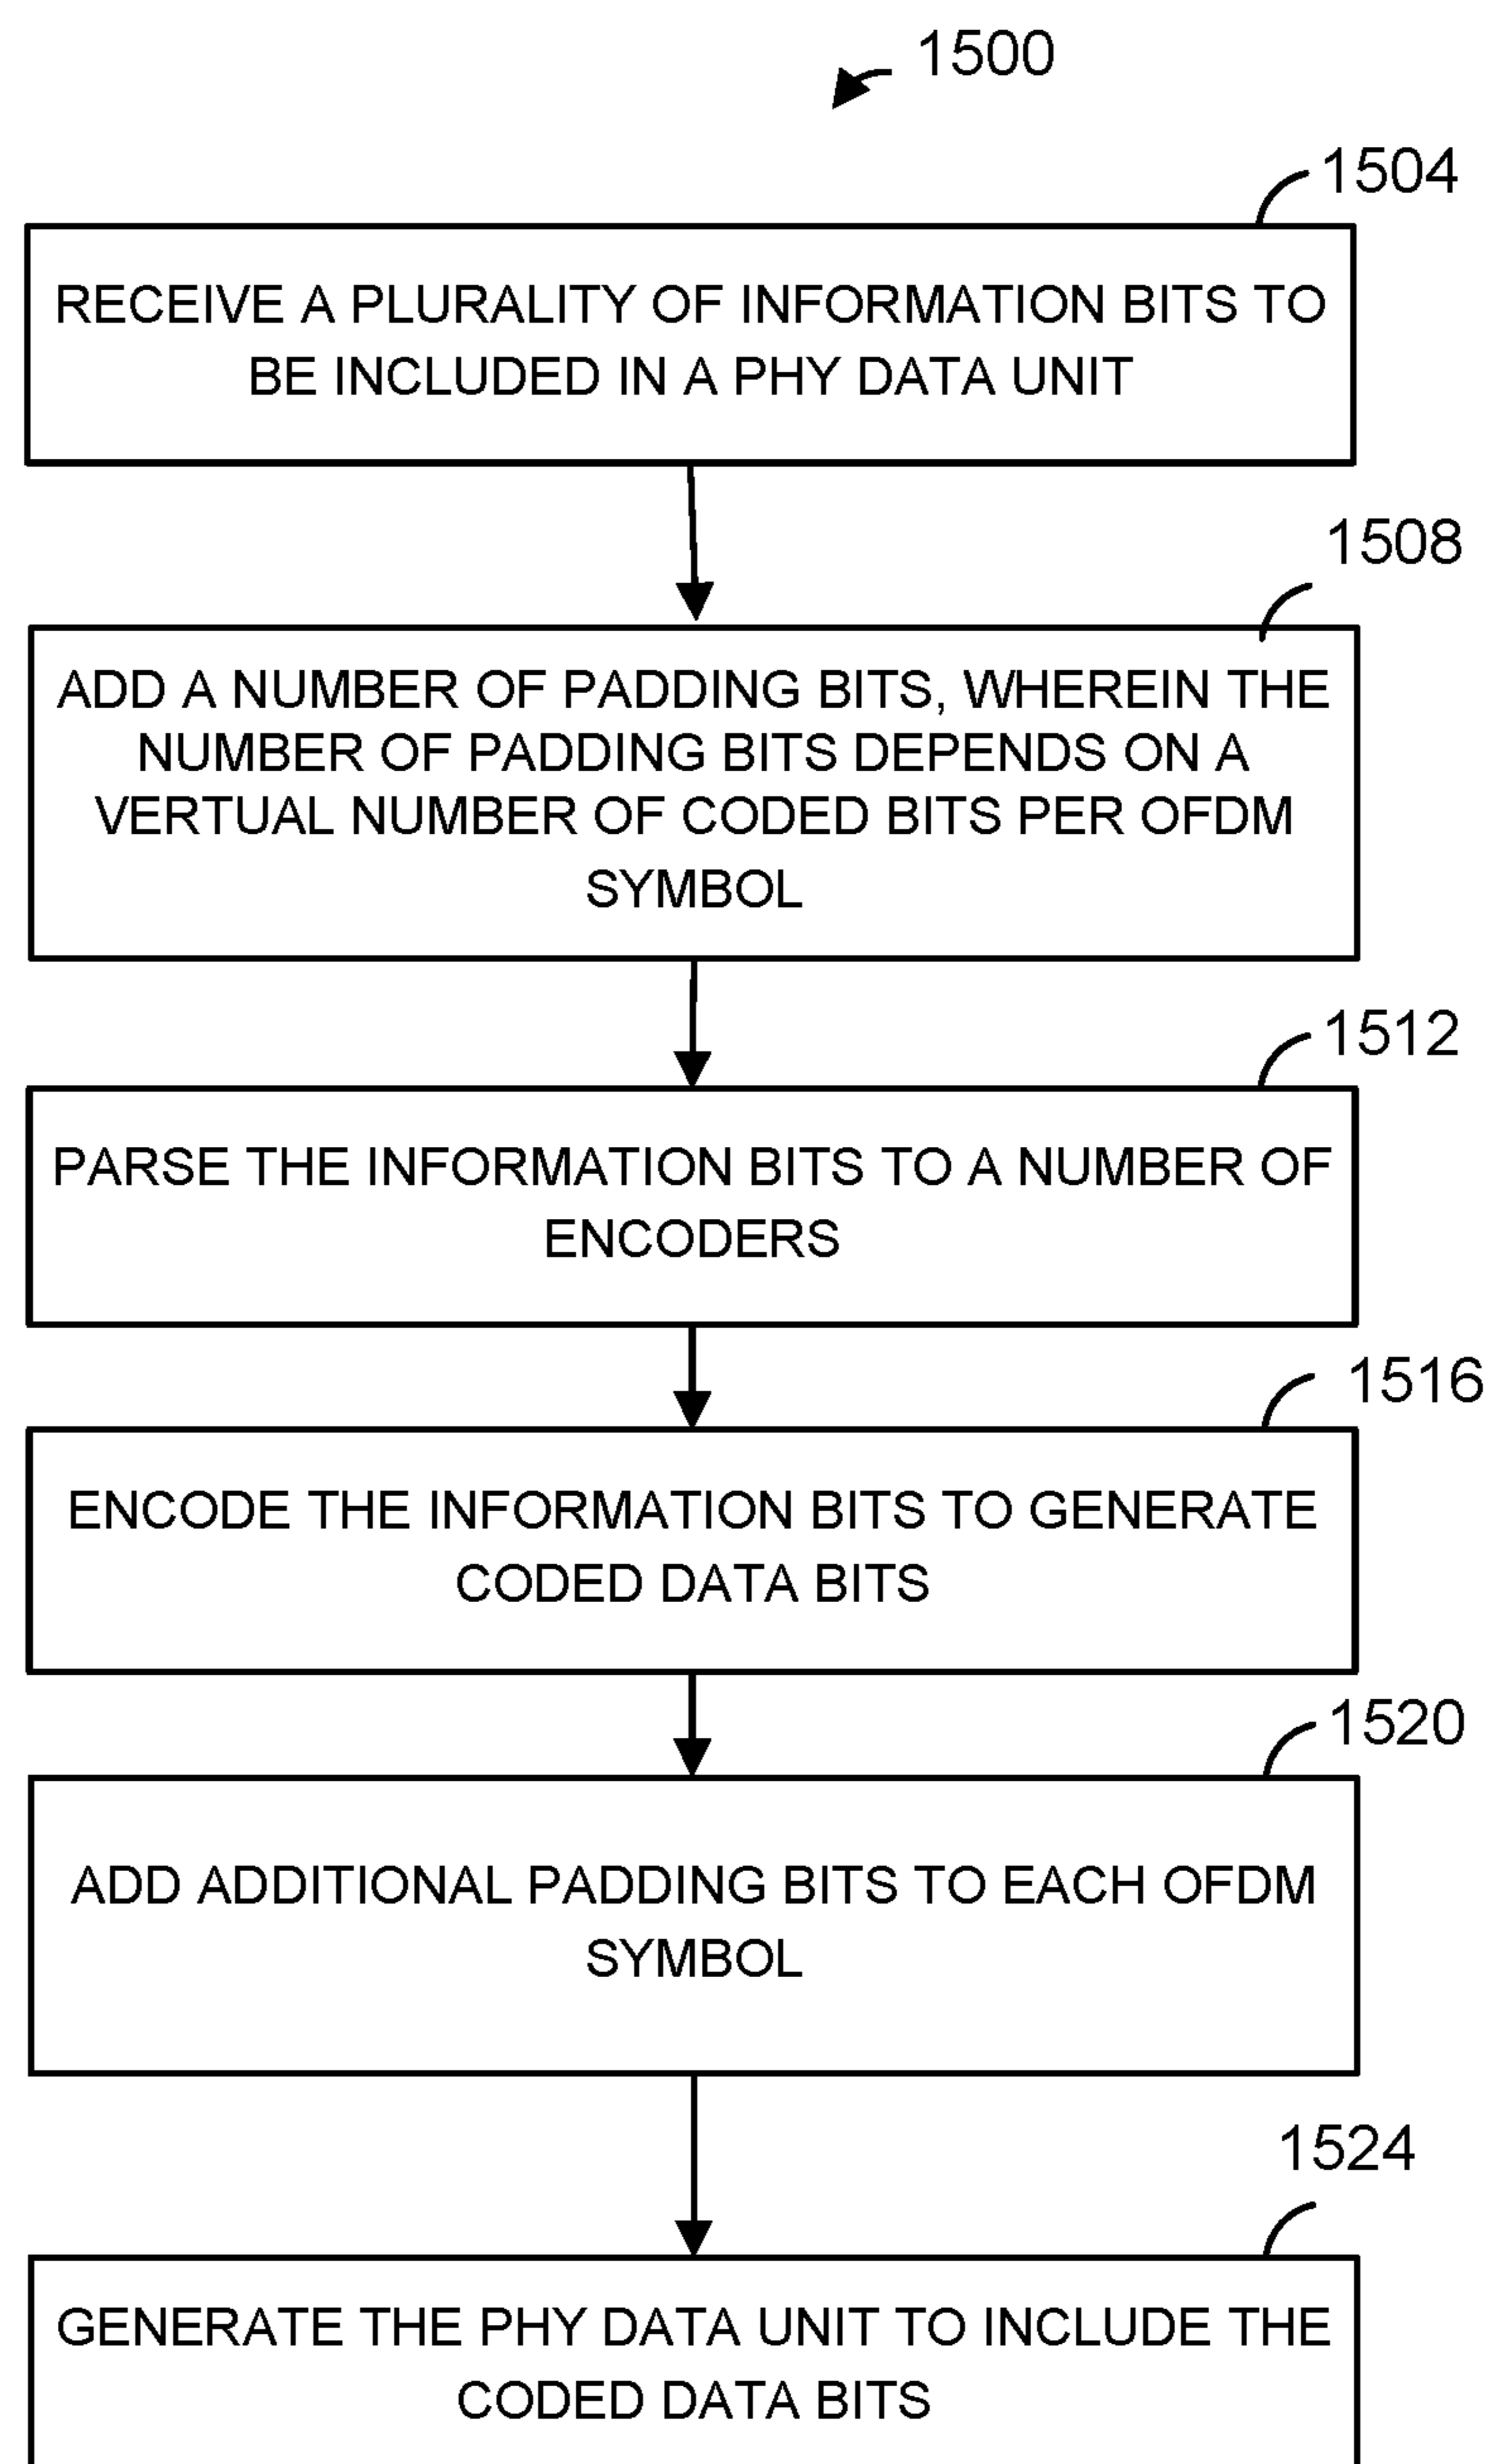 1500
1504
RECEIVE A PLURALITY OF INFORMATION BITS TO
BE INCLUDED IN A PHY DATA UNIT
1508
ADD A NUMBER OF PADDING BITS, WHEREIN THE
NUMBER OF PADDING BITS DEPENDS ON A
VERTUAL NUMBER OF CODED BITS PER OFDM
SYMBOL
1512
PARSE THE INFORMATION BITS TO A NUMBER OF
ENCODERS
1516
ENCODE THE INFORMATION BITS TO GENERATE
CODED DATA BITS
1520
ADD ADDITIONAL PADDING BITS TO EACH OFDM
SYMBOL
1524
GENERATE THE PHY DATA UNIT TO INCLUDE THE
CODED DATA BITS